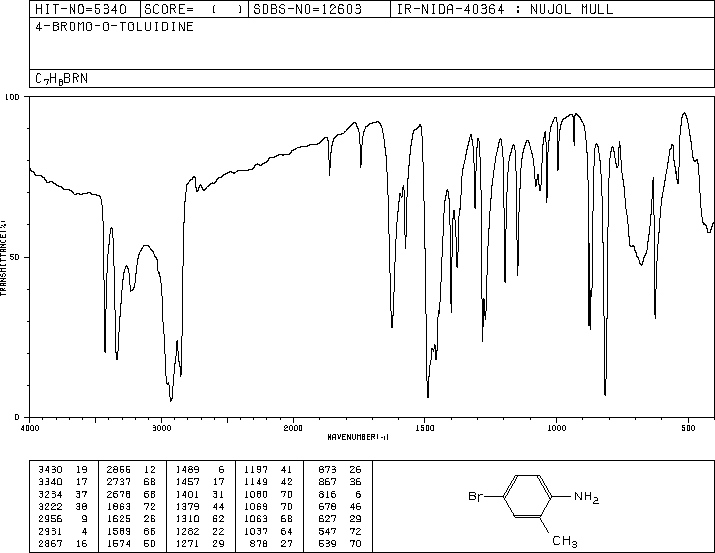 HIT-NO=5340 SCORE= ( ) SDBS-NO=12603 IR-NIDA-40364 : NUJOL MULL
4-BROMO-O-TOLUIDINE
C7H8BRN
100
50
0
TRANSMITTANCE(%)
4000 3000 2000 1500 1000 500
WAVENUMBER(-1)
3430 19 2866 12 1489 6 1197 41 873 26
3340 17 2737 68 1457 17 1149 42 867 36
3234 37 2678 68 1401 31 1080 70 816 6
3222 38 1863 72 1379 44 1069 70 678 46
2956 9 1625 26 1310 62 1063 68 627 29
2931 4 1589 66 1282 22 1037 64 547 72
2867 16 1574 50 1271 29 878 27 539 70
Br NH2
CH3